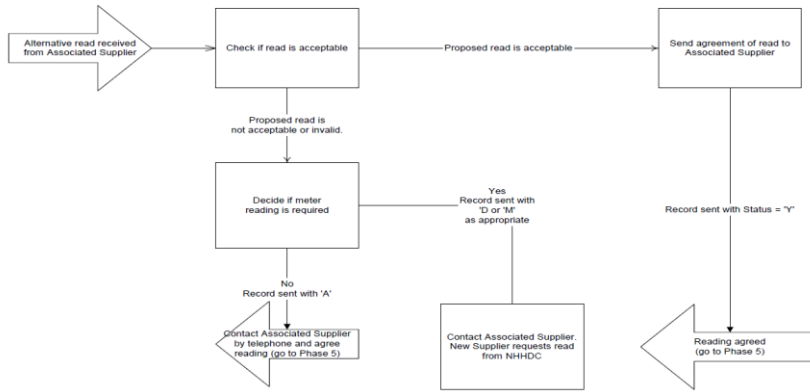 Alternative read received
from Associated Supplier
Check if read is acceptable
Proposed read is acceptable
Send agreement of read to
Associated Supplier
Proposed read is
not acceptable or invalid.
Decide if meter
reading is required
Yes
Record sent with
'D or 'M'
as appropriate
Record sent with Status = 'Y'
No
Record sent with 'A'
Contact Associated Supplier
by telephone and agree
reading (go to Phase 5)
Contact Associated Supplier.
New Supplier requests read
from NHHDC
Reading agreed
(go to Phase 5)